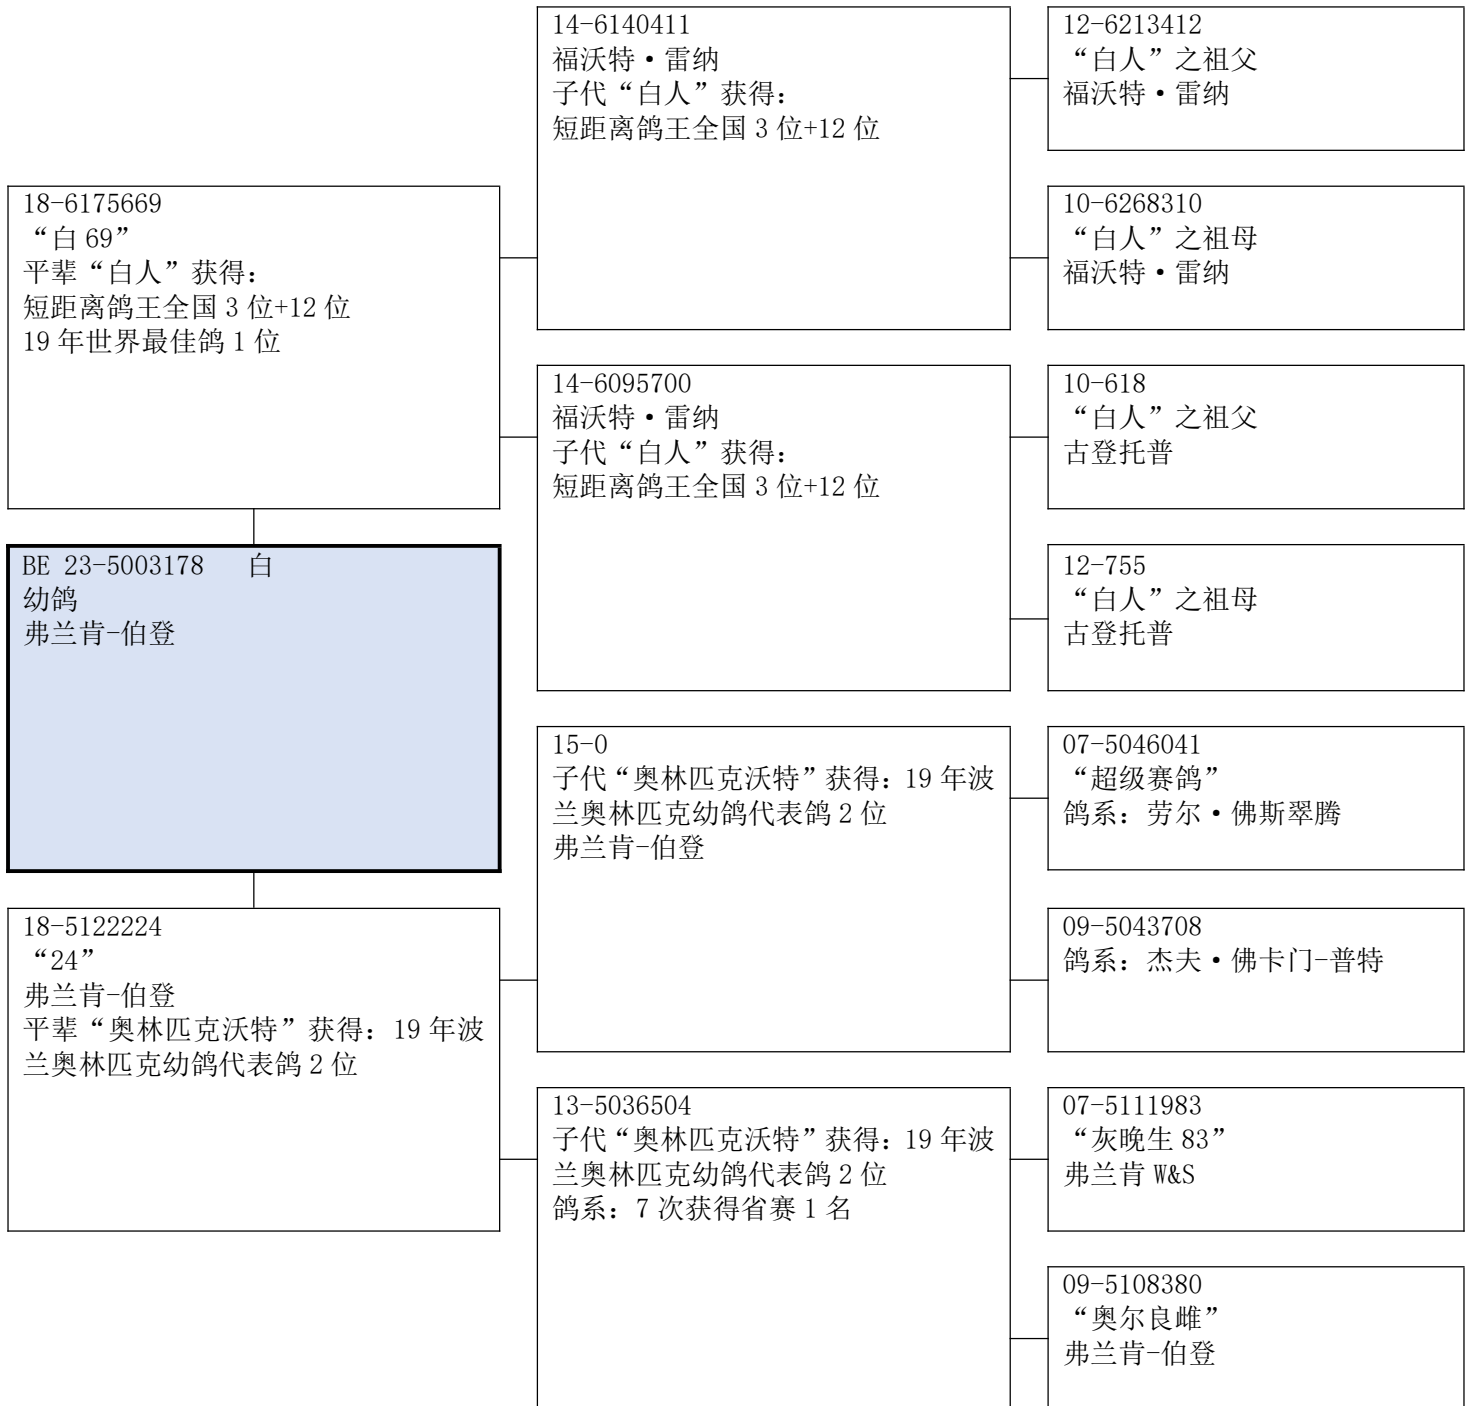 14-6140411
福沃特·雷纳
子代“白人”获得：
短距离鸽王全国 3 位+12 位
12-6213412
“白人”之祖父
福沃特·雷纳
18-6175669
“白 69”
平辈“白人”获得：
短距离鸽王全国 3 位+12 位
19 年世界最佳鸽 1 位
10-6268310
“白人”之祖母
福沃特·雷纳
14-6095700
福沃特·雷纳
子代“白人”获得：
短距离鸽王全国 3 位+12 位
10-618
“白人”之祖父
古登托普
BE 23-5003178 白
幼鸽
弗兰肯-伯登
12-755
“白人”之祖母
古登托普
15-0
子代“奥林匹克沃特”获得：19 年波
兰奥林匹克幼鸽代表鸽 2 位
弗兰肯-伯登
07-5046041
“超级赛鸽”
鸽系：劳尔·佛斯翠腾
18-5122224
“24”
弗兰肯-伯登
平辈“奥林匹克沃特”获得：19 年波
兰奥林匹克幼鸽代表鸽 2 位
09-5043708
鸽系：杰夫·佛卡门-普特
13-5036504
子代“奥林匹克沃特”获得：19 年波
兰奥林匹克幼鸽代表鸽 2 位
鸽系：7 次获得省赛 1 名
07-5111983
“灰晚生 83”
弗兰肯 W&S
09-5108380
“奥尔良雌”
弗兰肯-伯登